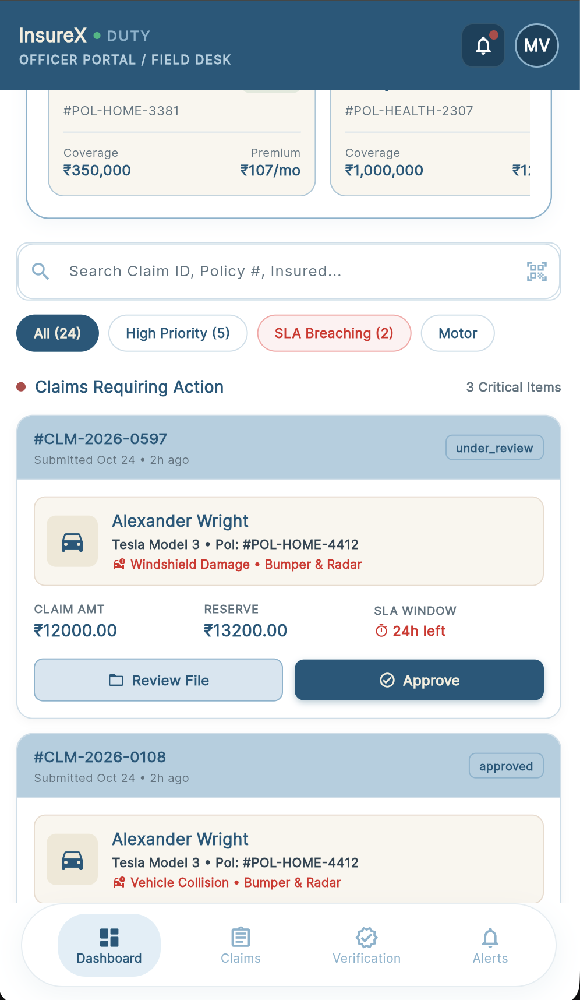 InsureX • DUTY
OFFICER PORTAL / FIELD DESK
MV
#POL-HOME-3381
Coverage Premium
₹350,000 ₹107/mo
#POL-HEALTH-2307
Coverage
₹1,000,000
Search Claim ID, Policy #, Insured...
All (24) High Priority (5) SLA Breaching (2) Motor
Claims Requiring Action 3 Critical Items
#CLM-2026-0597
Submitted Oct 24 • 2h ago
under_review
Alexander Wright
Tesla Model 3 • Pol: #POL-HOME-4412
Windshield Damage • Bumper & Radar
CLAIM AMT RESERVE SLA WINDOW
₹12000.00 ₹13200.00 24h left
Review File Approve
#CLM-2026-0108
Submitted Oct 24 • 2h ago
approved
Alexander Wright
Tesla Model 3 • Pol: #POL-HOME-4412
Vehicle Collision • Bumper & Radar
Dashboard Claims Verification Alerts